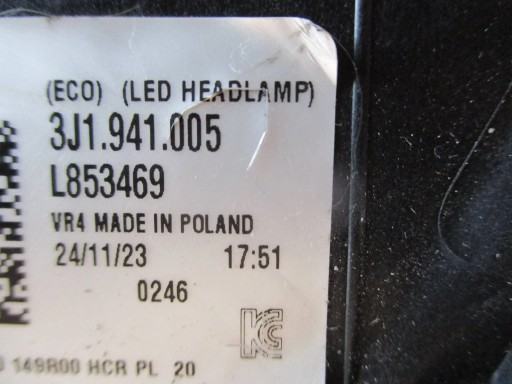 (ECO) (LED HEADLAMP)
3J1.941.005
L853469
VR4 MADE IN POLAND
24/11/23 17:51
0246
KC
149R00 HCR PL 20